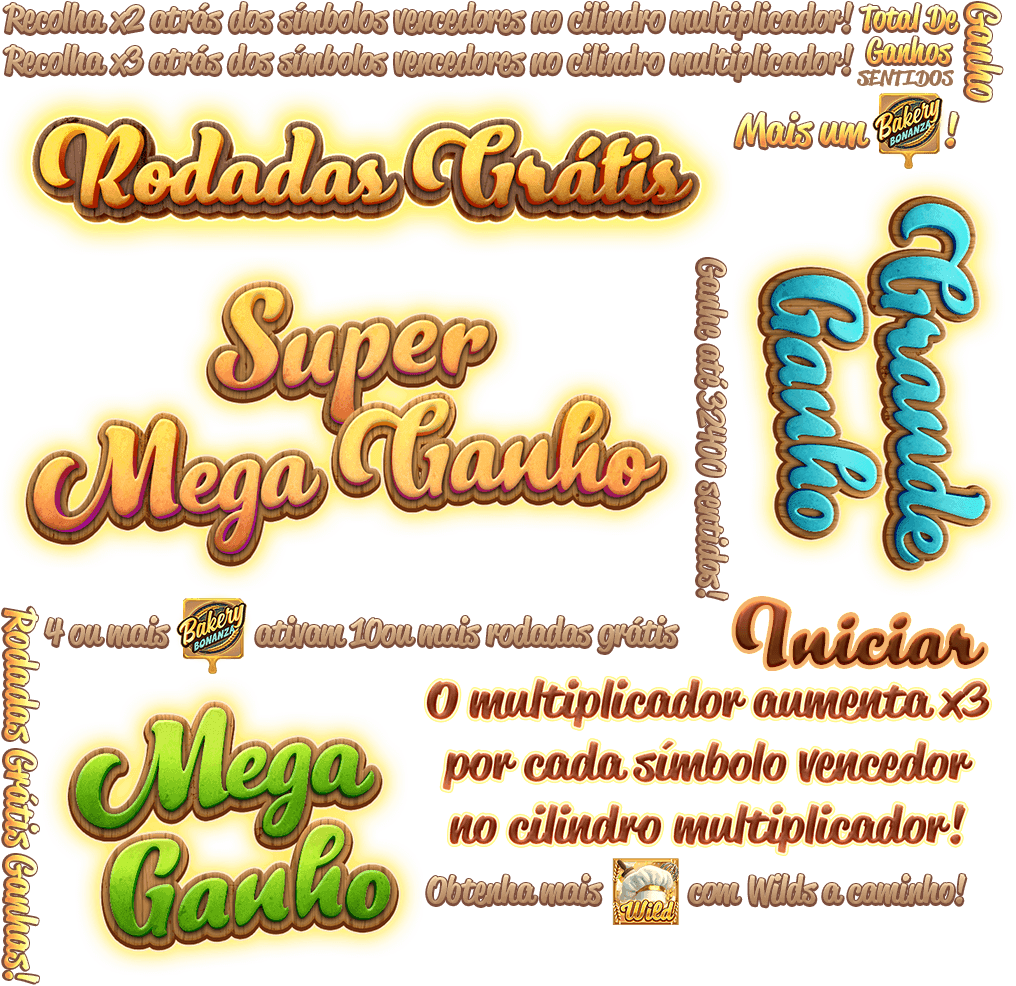 Recolha x2 atrás dos símbolos vencedores no cilindro multiplicador!
Recolha x3 atrás dos símbolos vencedores no cilindro multiplicador!
Total De
Ganhos
SENTIDOS
Ganho
Mais um Bakery BONANZA !
Rodadas Grátis
Grande
Ganho
Ganhe até 32400 sentidos!
Super
Mega Ganho
4 ou mais Bakery BONANZA ativam 10ou mais rodadas grátis
Rodadas Grátis Ganhas!
Iniciar
O multiplicador aumenta x3
por cada símbolo vencedor
no cilindro multiplicador!
Mega
Ganho
Obtenha mais Wild com Wilds a caminho!